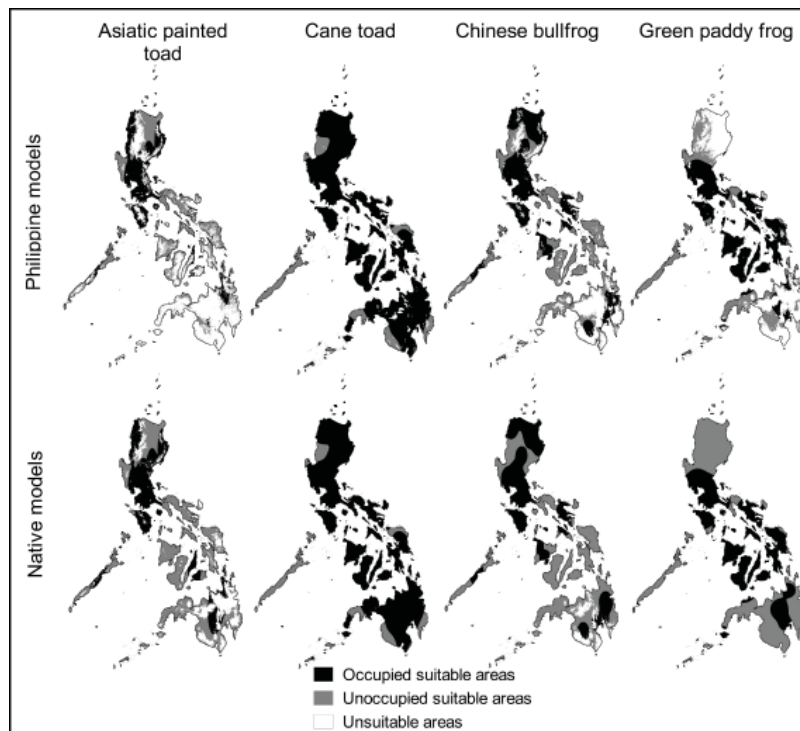 Asiatic painted toad
Cane toad
Chinese bullfrog
Green paddy frog
Philippine models
Native models
Occupied suitable areas
Unoccupied suitable areas
Unsuitable areas